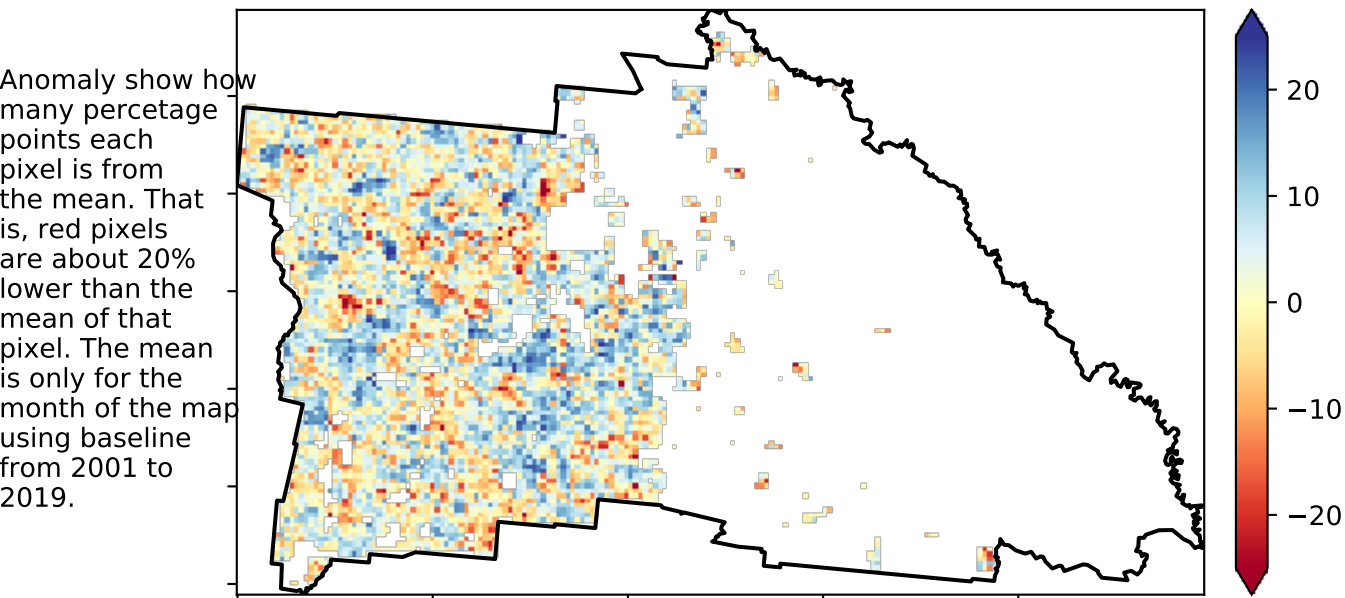 Anomaly show how
many percetage
points each
pixel is from
the mean. That
is, red pixels
are about 20%
lower than the
mean of that
pixel. The mean
is only for the
month of the map
using baseline
from 2001 to
2019.
20
10
0
−10
−20